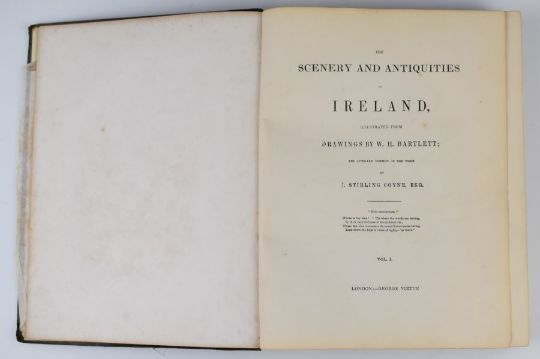 THE
SCENERY AND ANTIQUITIES
OF
IRELAND,
ILLUSTRATED FROM
DRAWINGS BY W. H. BARTLETT;
THE LITERARY PORTION OF THE WORK
BY
J. STIRLING COYNE, ESQ.
VOL. I.
LONDON:—GEORGE VIRTUE